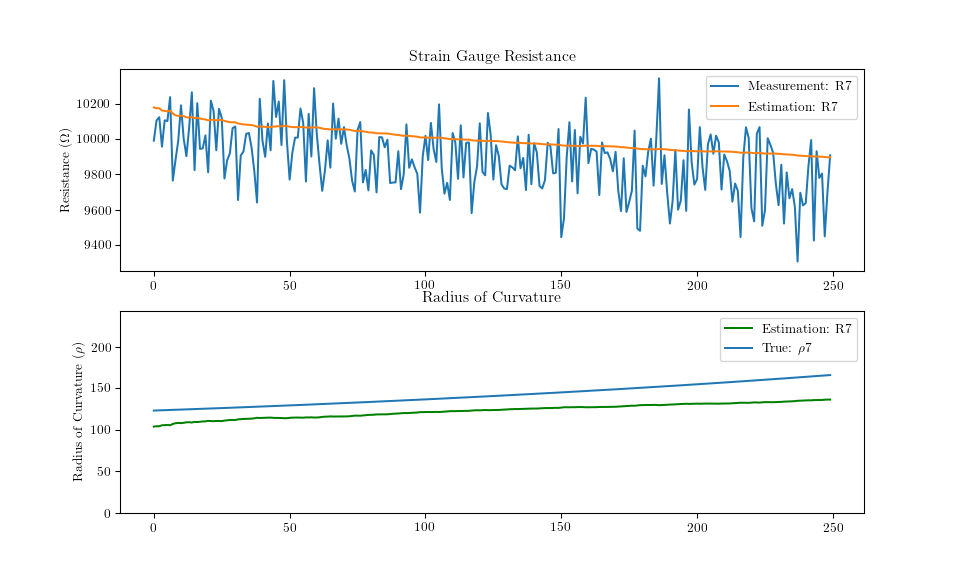 Strain Gauge Resistance
Resistance (Ω)
10200
10000
9800
9600
9400
Measurement: R7
Estimation: R7
0 50 100 150 200 250
Radius of Curvature
Radius of Curvature (ρ)
200
150
100
50
0
Estimation: R7
True: ρ7
0 50 100 150 200 250